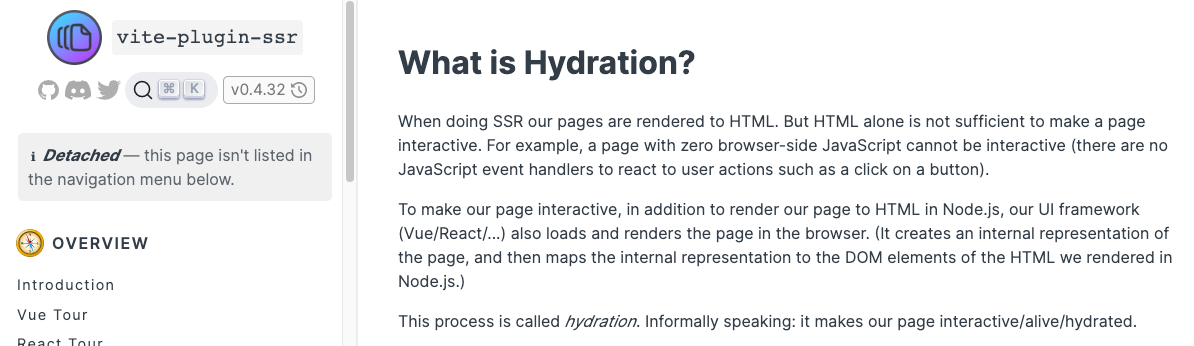 vite-plugin-ssr
⌘ K v0.4.32
i Detached — this page isn't listed in
the navigation menu below.
OVERVIEW
Introduction
Vue Tour
React Tour
What is Hydration?
When doing SSR our pages are rendered to HTML. But HTML alone is not sufficient to make a page
interactive. For example, a page with zero browser-side JavaScript cannot be interactive (there are no
JavaScript event handlers to react to user actions such as a click on a button).
To make our page interactive, in addition to render our page to HTML in Node.js, our UI framework
(Vue/React/...) also loads and renders the page in the browser. (It creates an internal representation of
the page, and then maps the internal representation to the DOM elements of the HTML we rendered in
Node.js.)
This process is called hydration. Informally speaking: it makes our page interactive/alive/hydrated.